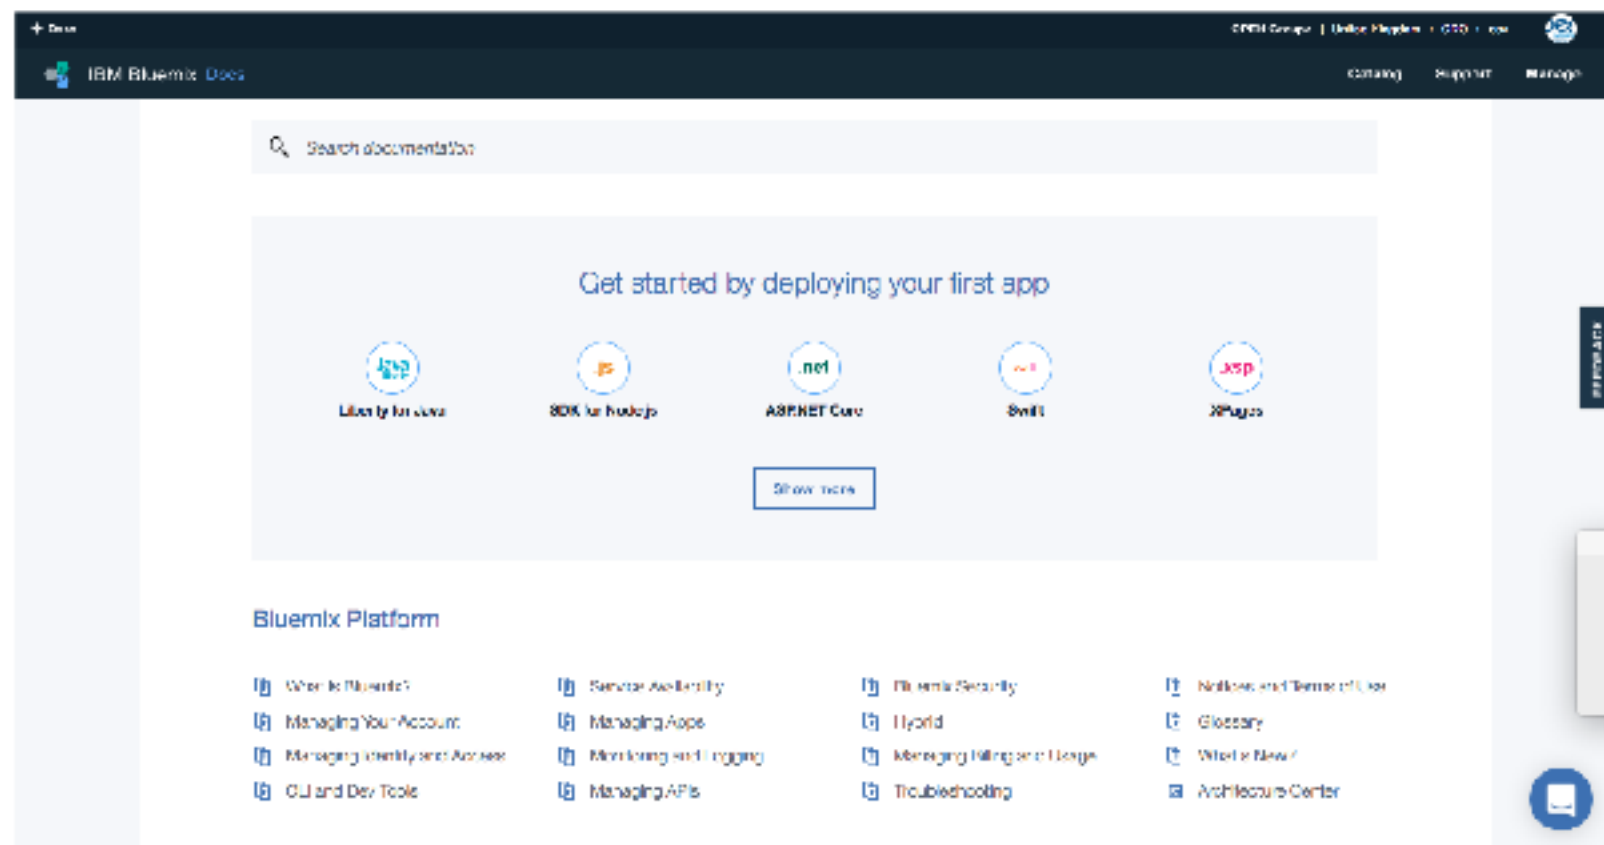 IBM Bluemix Docs
Catalog Support Manage
Search documentation
Get started by deploying your first app
Java
.js
.net
.xsp
Liberty for Java
SDK for Node.js
ASP.NET Core
Swift
XPages
Show more
FEEDBACK
Bluemix Platform
What is Bluemix? Service Availability Bluemix Security Notices and Terms of Use
Managing Your Account Managing Apps Hybrid Glossary
Managing Identity and Access Monitoring and Logging Managing Billing and Usage What's New?
CLI and Dev Tools Managing APIs Troubleshooting Architecture Center